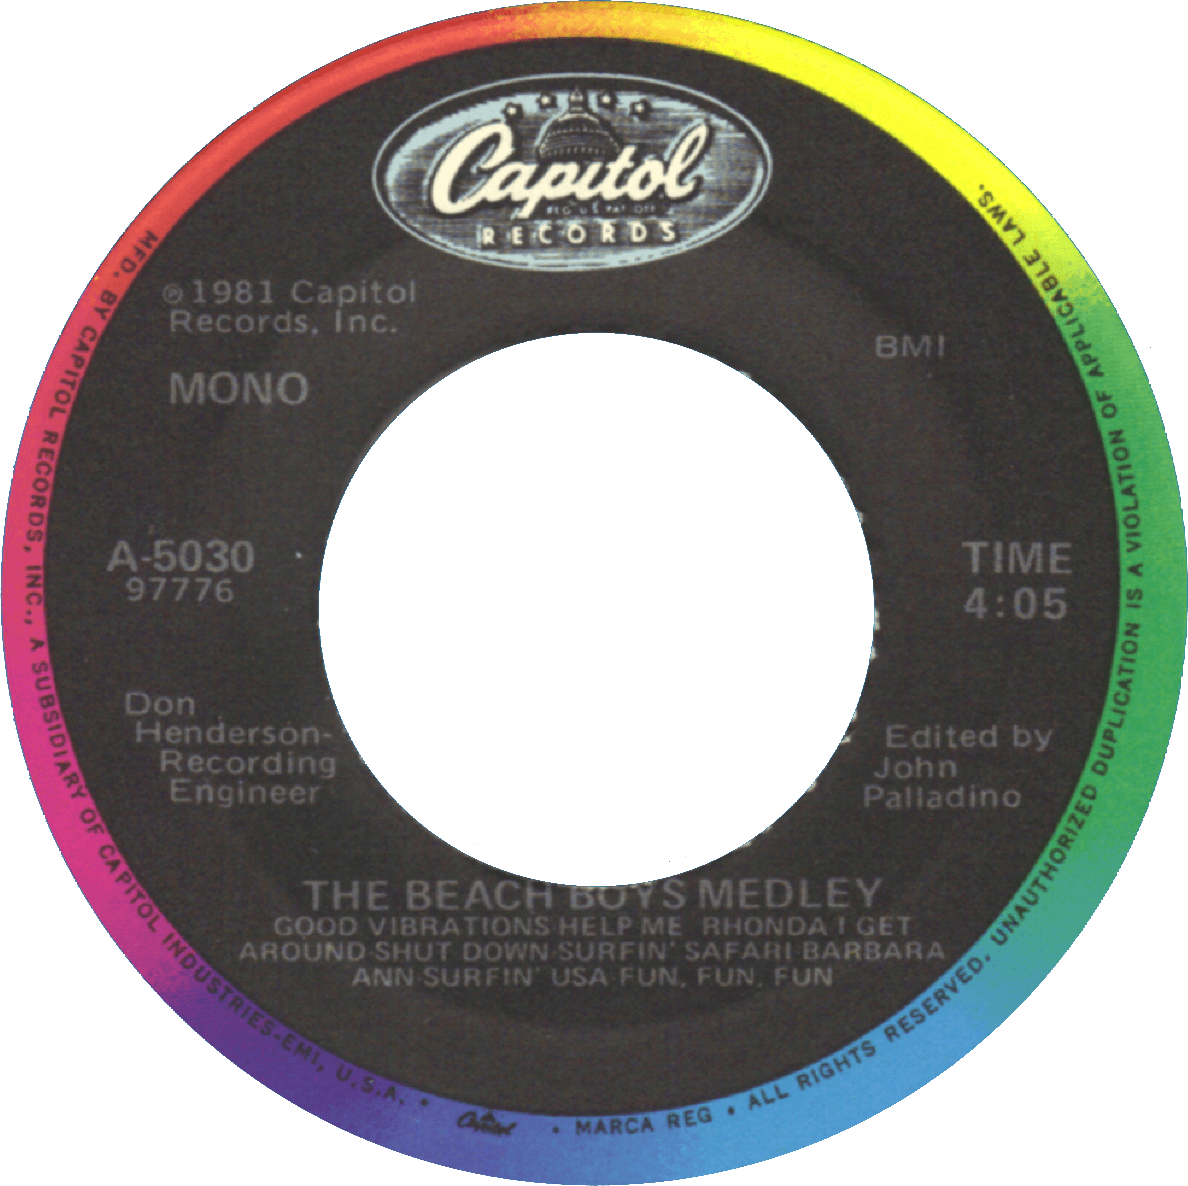 Capitol
REG. U.S. PAT. OFF.
RECORDS
℗1981 Capitol
Records, Inc.
MONO
BMI
A-5030
97776
TIME
4:05
Don
Henderson-
Recording
Engineer
Edited by
John
Palladino
THE BEACH BOYS MEDLEY
GOOD VIBRATIONS·HELP ME, RHONDA·I GET
AROUND·SHUT DOWN·SURFIN' SAFARI·BARBARA
ANN·SURFIN' USA·FUN, FUN, FUN
MFD. BY CAPITOL RECORDS, INC., A SUBSIDIARY OF CAPITOL INDUSTRIES-EMI, U.S.A. • Capitol • MARCA REG • ALL RIGHTS RESERVED. UNAUTHORIZED DUPLICATION IS A VIOLATION OF APPLICABLE LAWS.